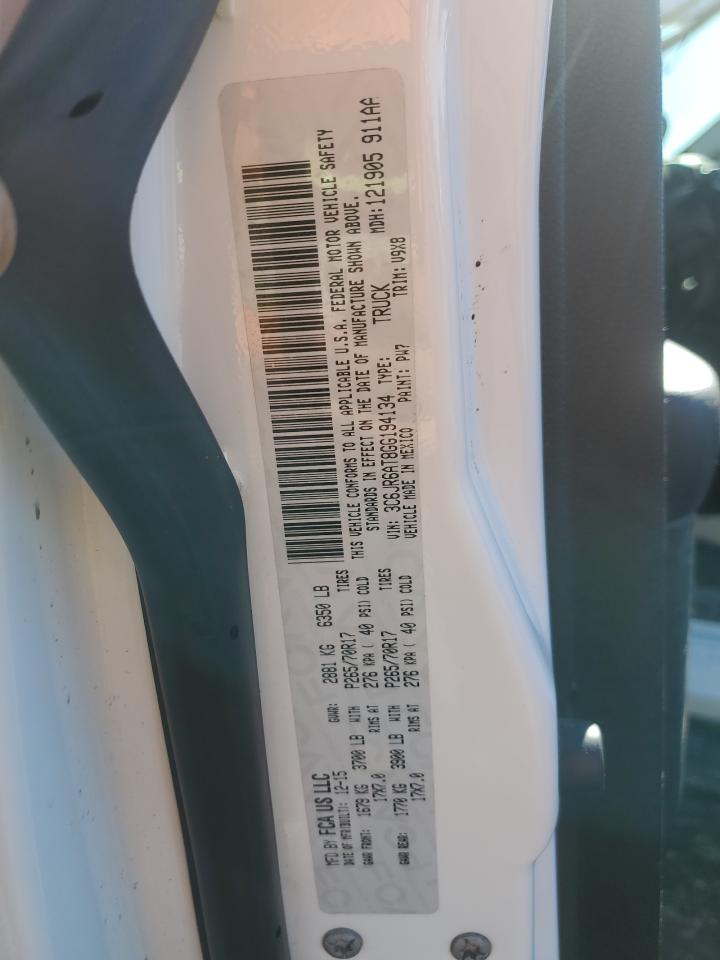 MFD BY FCA US LLC
DATE OF MFR(BUILT): 12-15 GVWR: 2881 KG 6350 LB
GAWR FRONT: 1679 KG 3700 LB WITH P265/70R17 TIRES
17X7.0 RIMS AT 276 KPA ( 40 PSI) COLD
GAWR REAR: 1770 KG 3900 LB WITH P265/70R17 TIRES
17X7.0 RIMS AT 276 KPA ( 40 PSI) COLD
THIS VEHICLE CONFORMS TO ALL APPLICABLE U.S.A. FEDERAL MOTOR VEHICLE SAFETY
STANDARDS IN EFFECT ON THE DATE OF MANUFACTURE SHOWN ABOVE.
VIN: 3C6JR6AT8GG194134 TYPE: TRUCK MDH:121905 911AA
VEHICLE MADE IN MEXICO PAINT: PW7 TRIM: V9X8